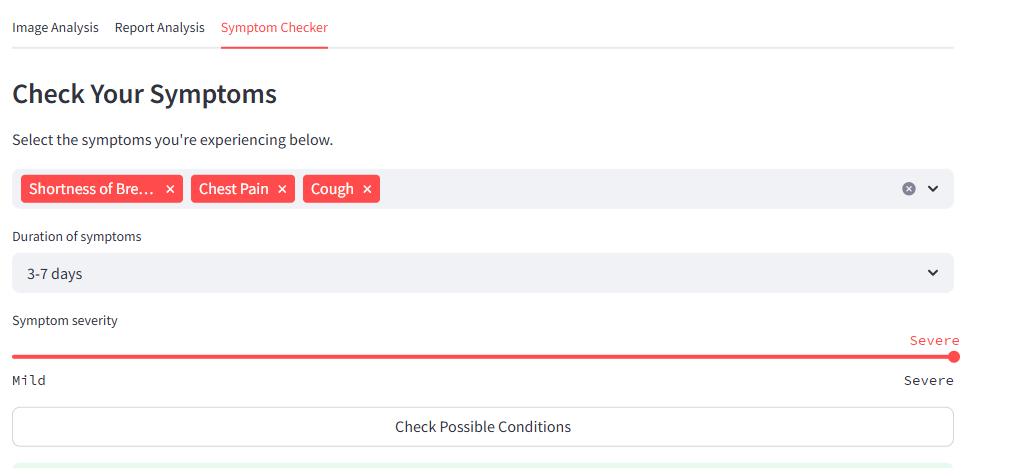 Image Analysis Report Analysis Symptom Checker
Check Your Symptoms
Select the symptoms you're experiencing below.
Shortness of Bre... × Chest Pain × Cough ×
Duration of symptoms
3-7 days
Symptom severity
Severe
Mild Severe
Check Possible Conditions